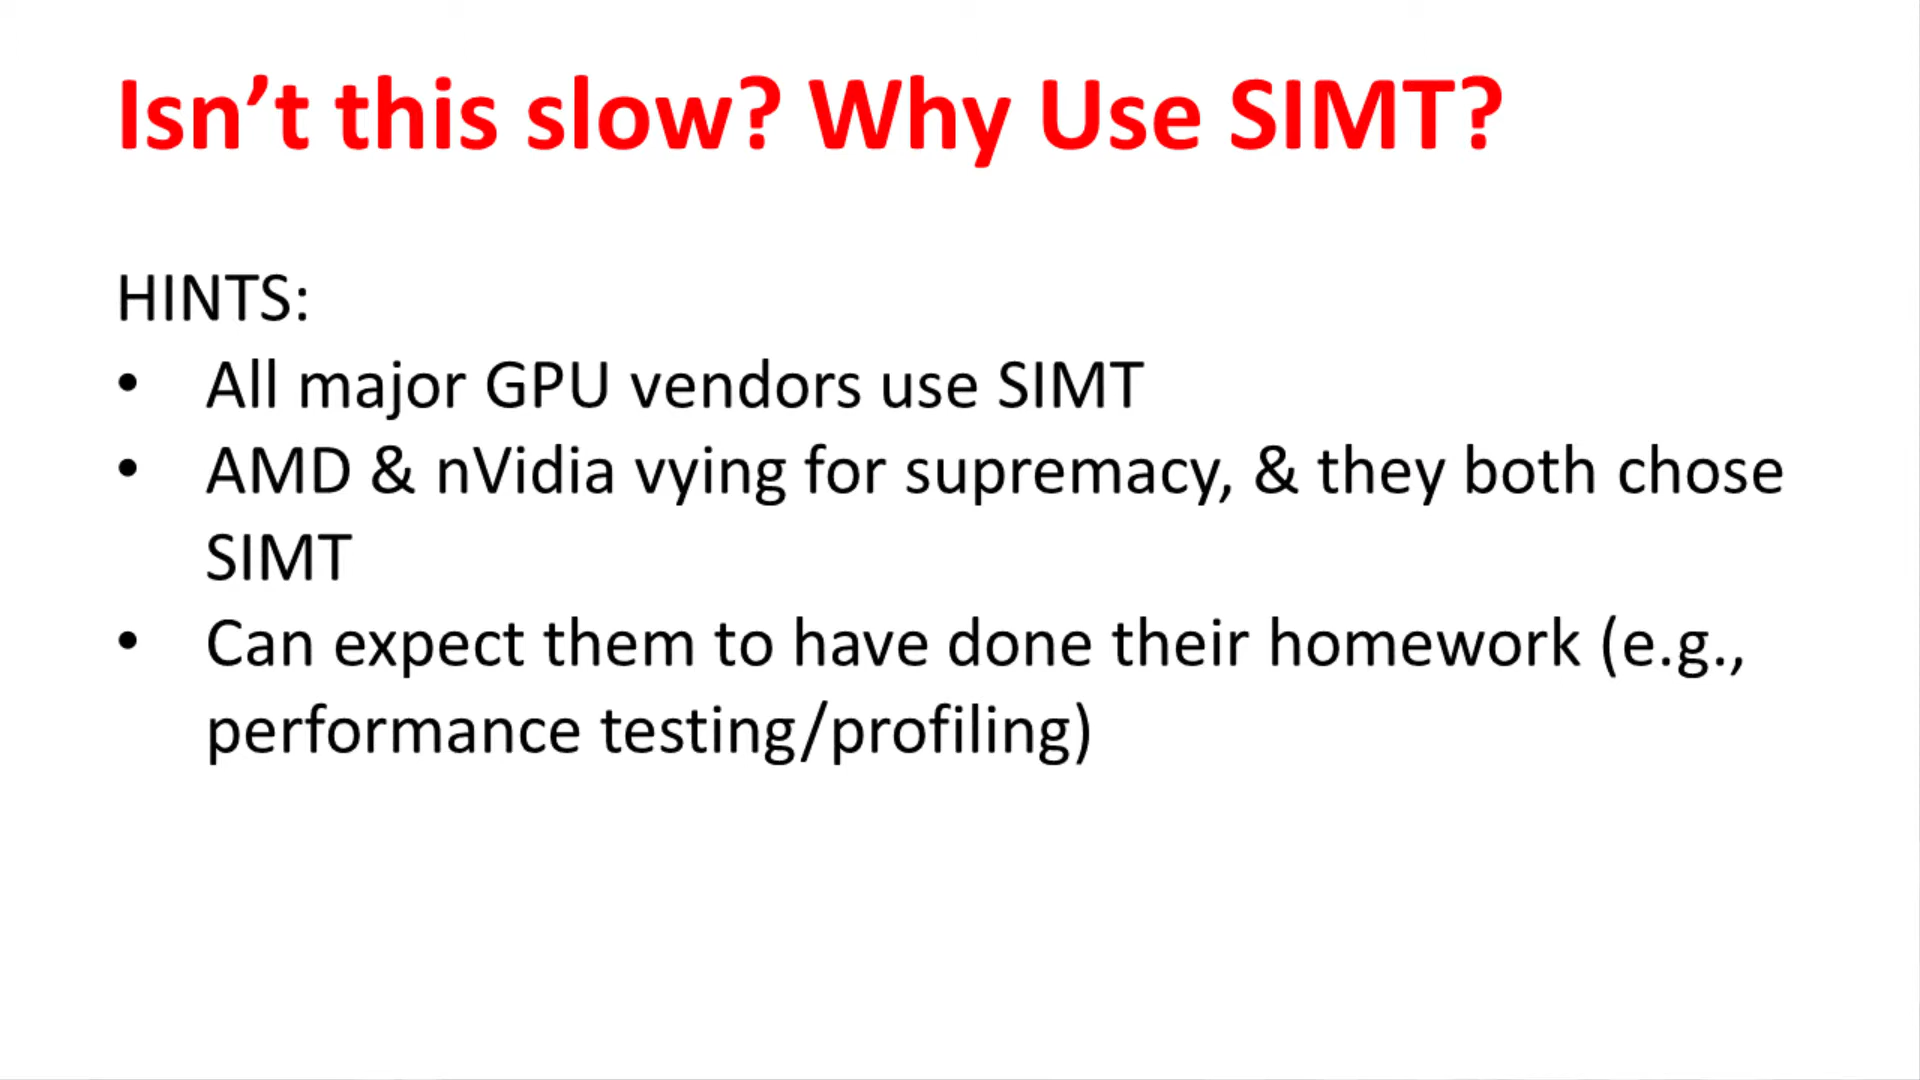 Isn’t this slow? Why Use SIMT?
HINTS:
• All major GPU vendors use SIMT
• AMD & nVidia vying for supremacy, & they both chose
SIMT
• Can expect them to have done their homework (e.g.,
performance testing/profiling)